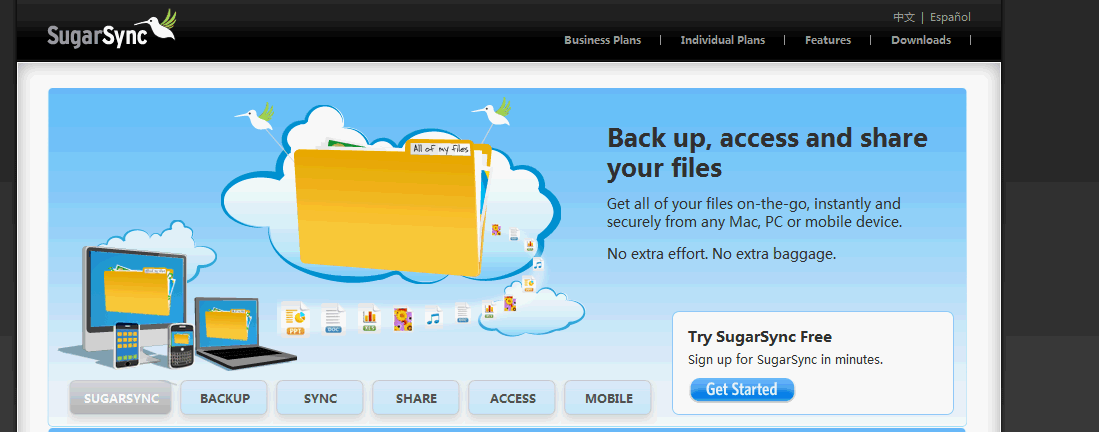 SugarSync
中文 | Español
Business Plans | Individual Plans | Features | Downloads |
All of my files
Back up, access and share
your files
Get all of your files on-the-go, instantly and
securely from any Mac, PC or mobile device.
No extra effort. No extra baggage.
PPT DOC XLS
Try SugarSync Free
Sign up for SugarSync in minutes.
Get Started
SUGARSYNC BACKUP SYNC SHARE ACCESS MOBILE